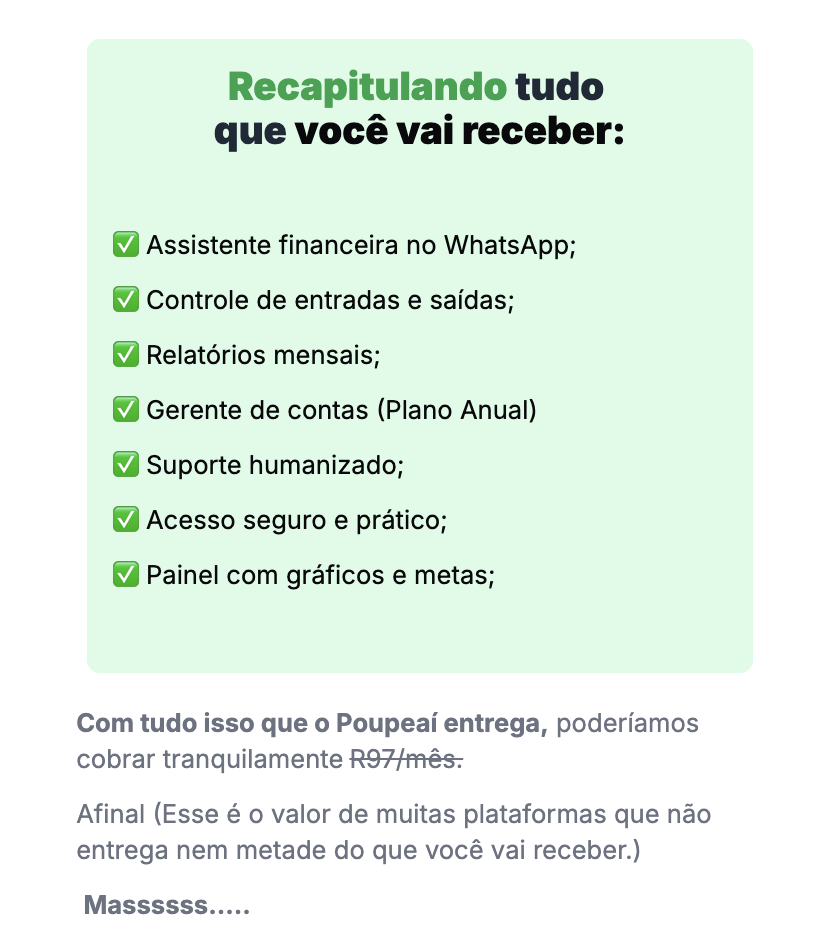 Recapitulando tudo
que você vai receber:
✅ Assistente financeira no WhatsApp;
✅ Controle de entradas e saídas;
✅ Relatórios mensais;
✅ Gerente de contas (Plano Anual)
✅ Suporte humanizado;
✅ Acesso seguro e prático;
✅ Painel com gráficos e metas;
Com tudo isso que o Poupeaí entrega, poderíamos
cobrar tranquilamente R97/mês.
Afinal (Esse é o valor de muitas plataformas que não
entrega nem metade do que você vai receber.)
Massssss.....